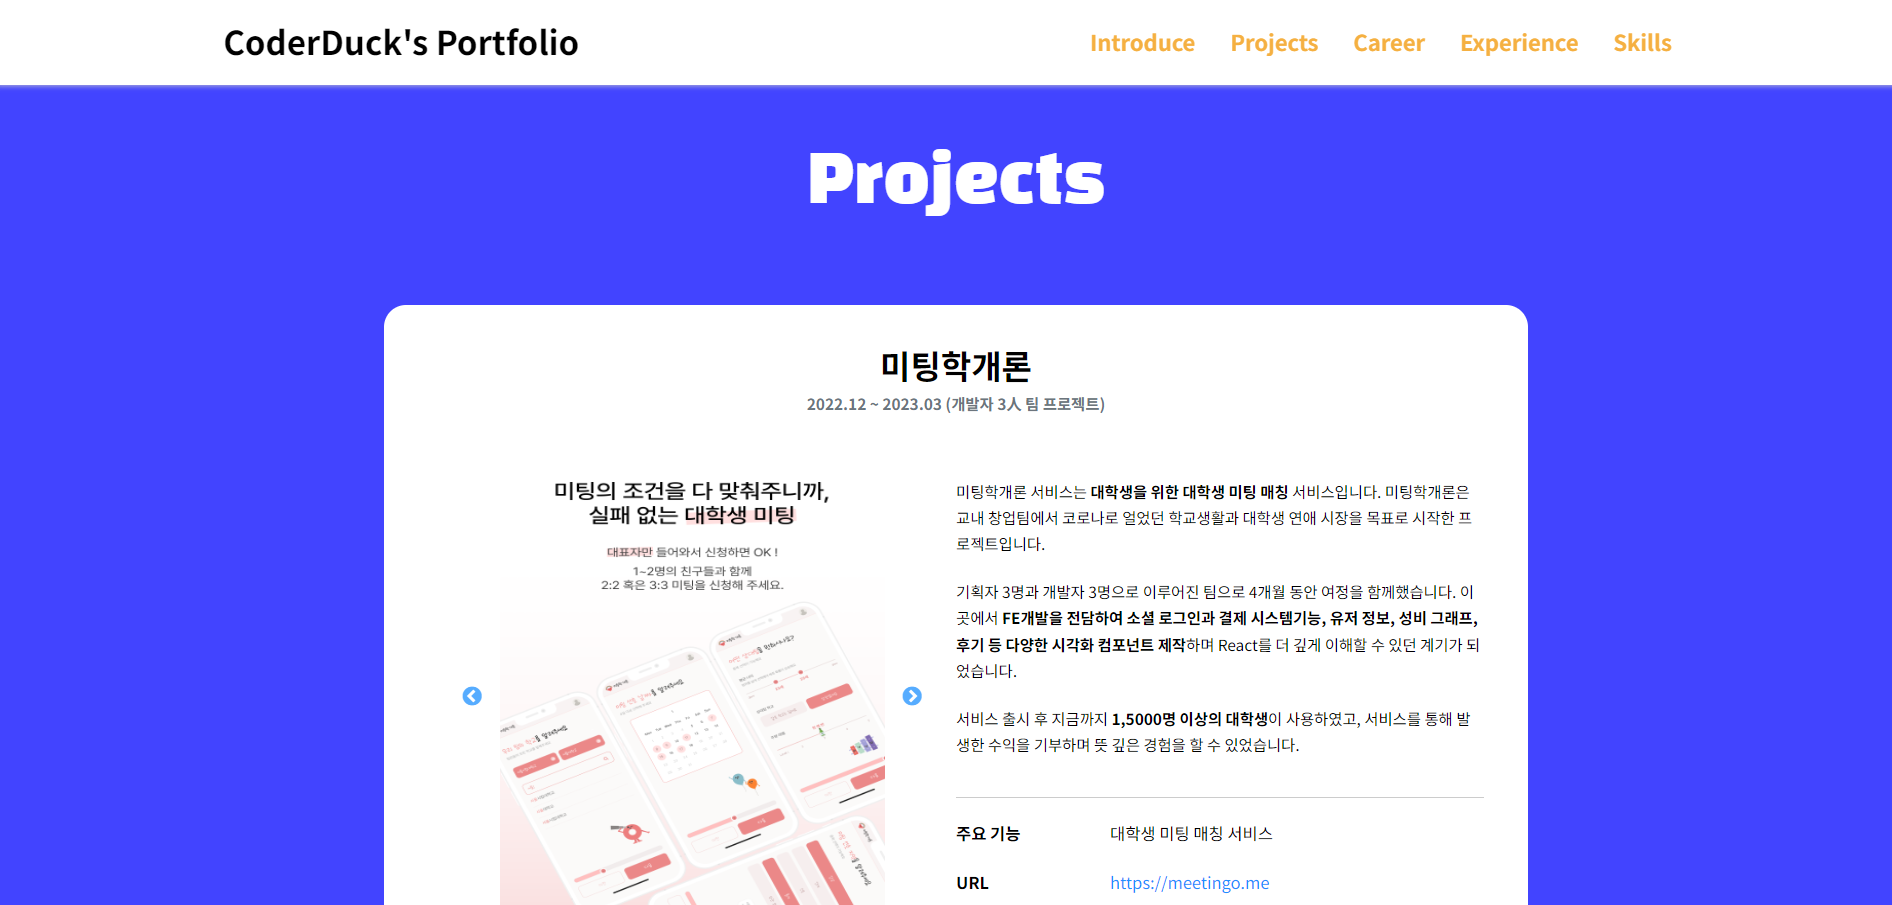 CoderDuck's Portfolio
Introduce Projects Career Experience Skills
Projects
미팅학개론
2022.12 ~ 2023.03 (개발자 3人 팀 프로젝트)
미팅의 조건을 다 맞춰주니까,
실패 없는 대학생 미팅
대표자만 들어와서 신청하면 OK !
1~2명의 친구들과 함께
2:2 혹은 3:3 미팅을 신청해 주세요.
미팅학개론 서비스는 대학생을 위한 대학생 미팅 매칭 서비스입니다. 미팅학개론은
교내 창업팀에서 코로나로 얼었던 학교생활과 대학생 연애 시장을 목표로 시작한 프
로젝트입니다.
기획자 3명과 개발자 3명으로 이루어진 팀으로 4개월 동안 여정을 함께했습니다. 이
곳에서 FE개발을 전담하여 소셜 로그인과 결제 시스템기능, 유저 정보, 성비 그래프,
후기 등 다양한 시각화 컴포넌트 제작하며 React를 더 깊게 이해할 수 있던 계기가 되
었습니다.
서비스 출시 후 지금까지 1,5000명 이상의 대학생이 사용하였고, 서비스를 통해 발
생한 수익을 기부하며 뜻 깊은 경험을 할 수 있었습니다.
주요 기능 대학생 미팅 매칭 서비스
URL https://meetingo.me